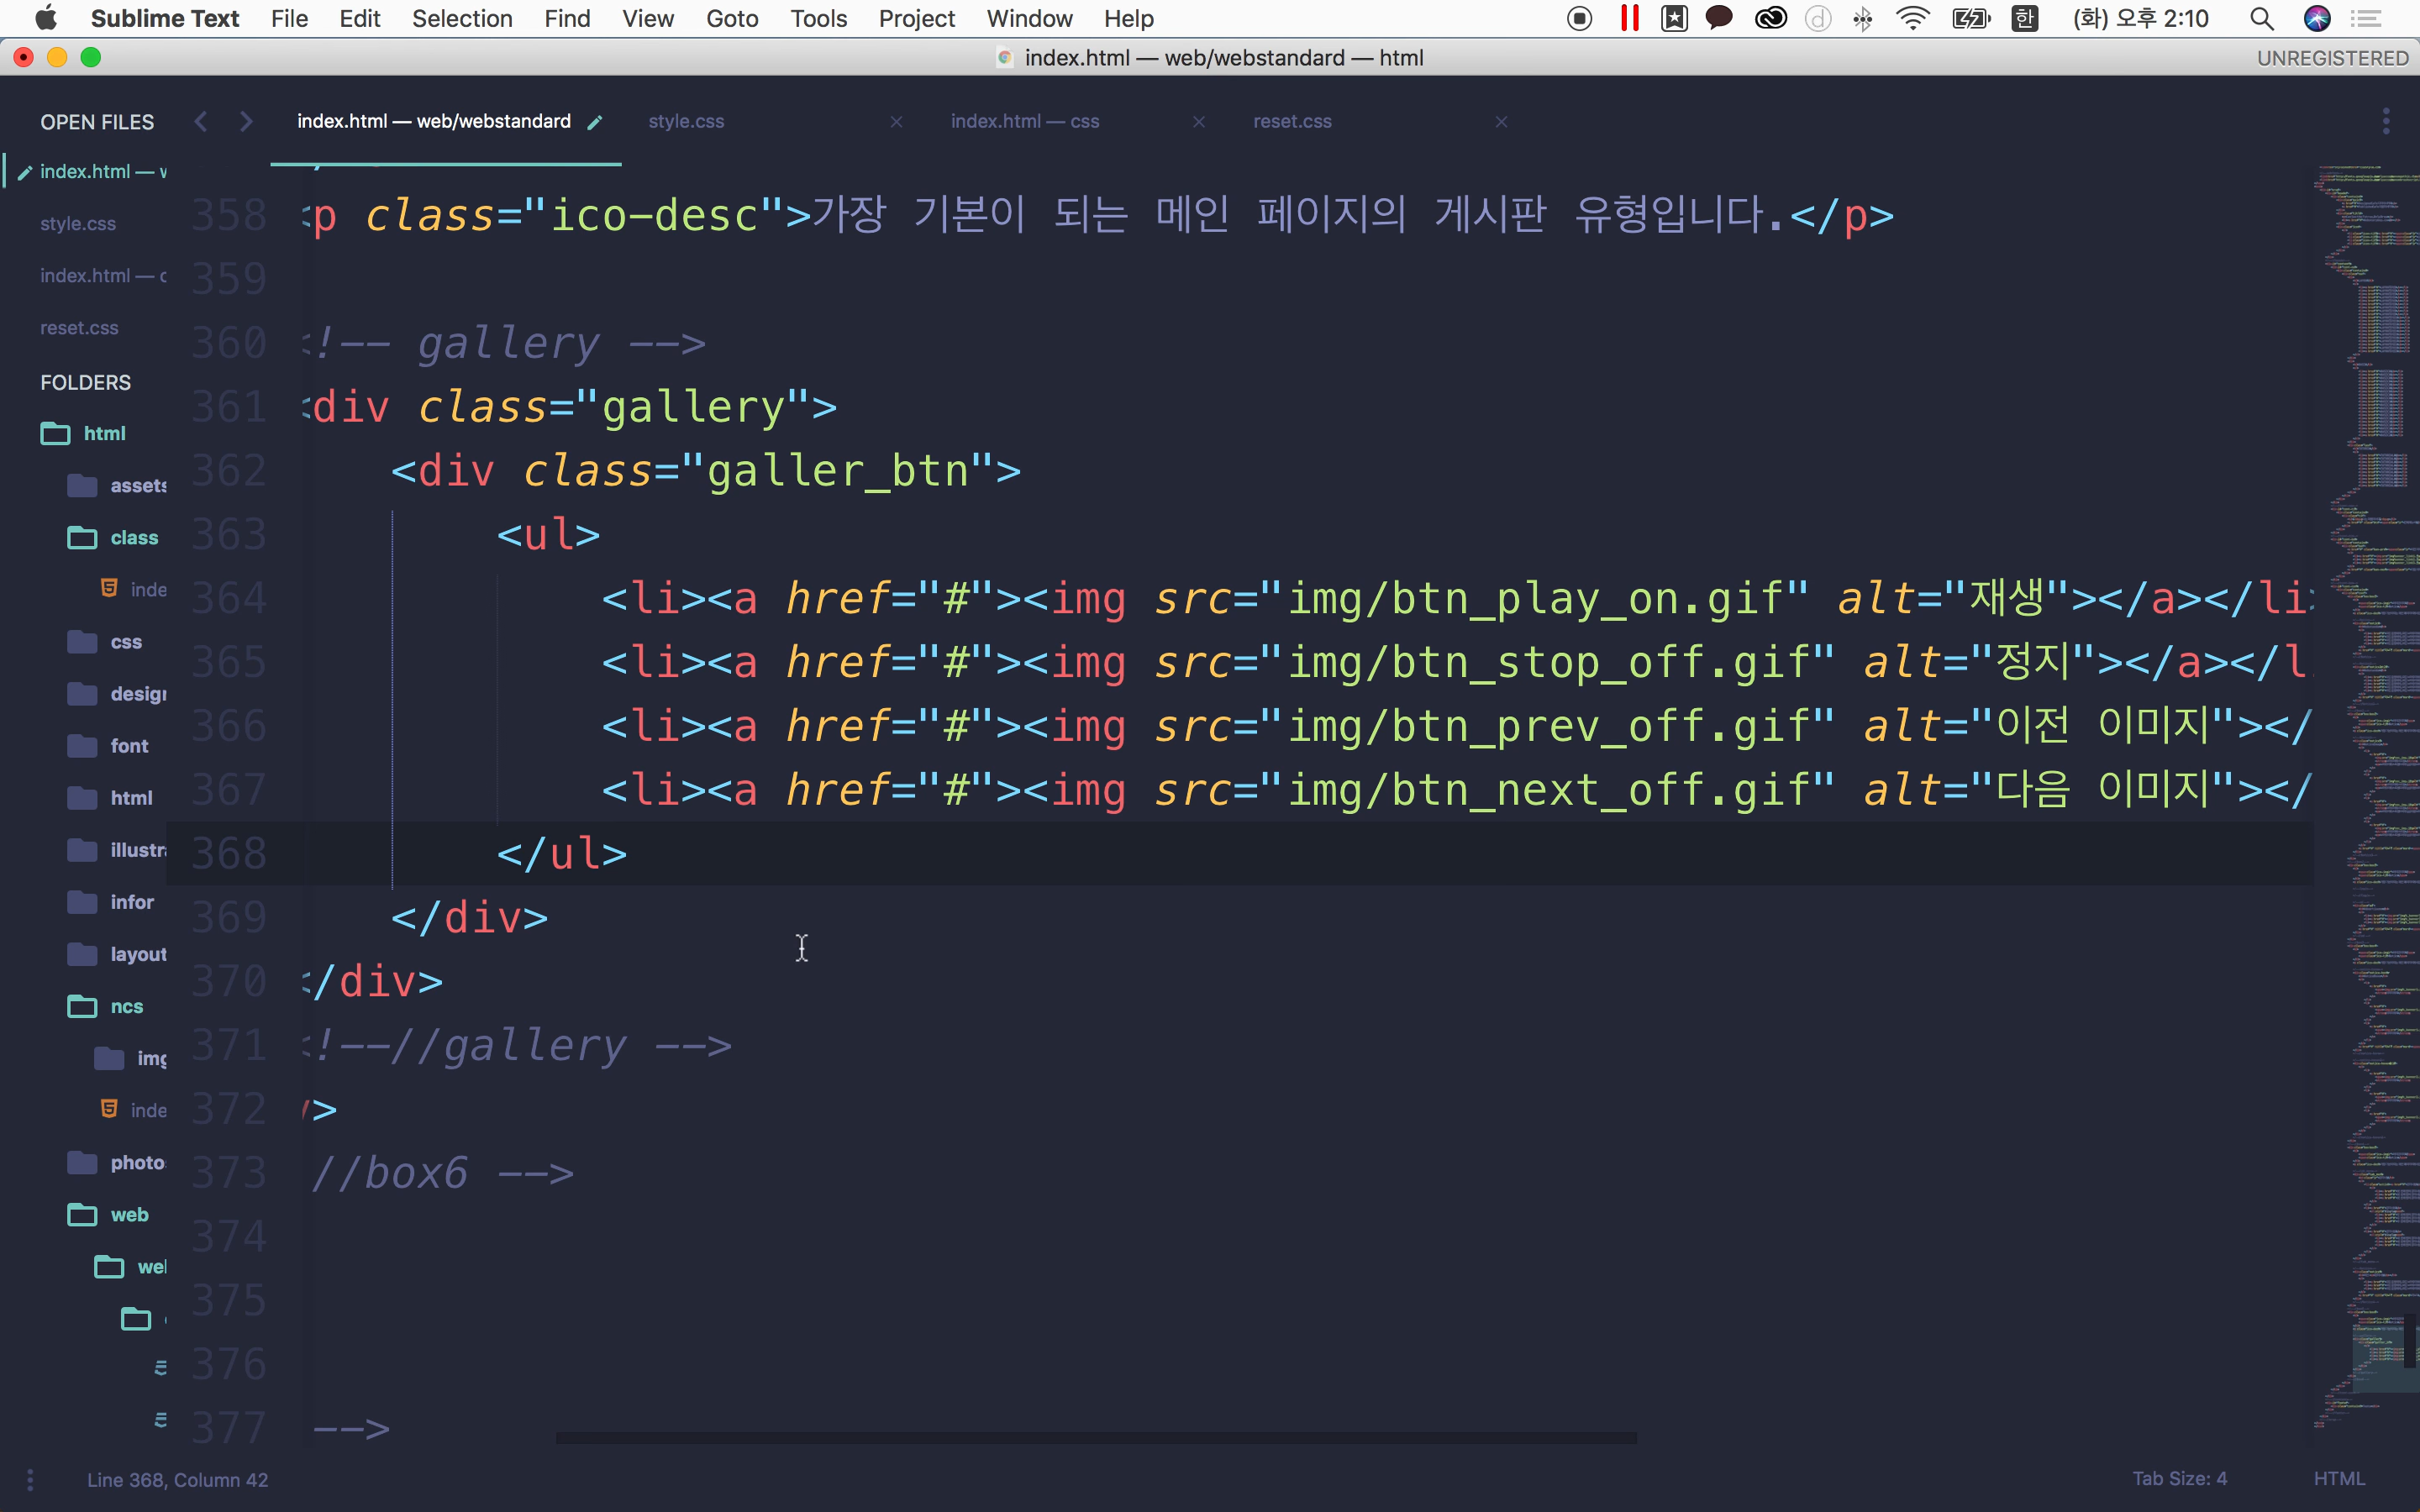 Sublime Text File Edit Selection Find View Goto Tools Project Window Help 한 (화) 오후 2:10
index.html — web/webstandard — html UNREGISTERED
OPEN FILES
index.html — web/webstandard style.css index.html — css reset.css
index.html — w
style.css
index.html — c
reset.css
FOLDERS
html
assets
class
inde
css
design
font
html
illustra
infor
layout
ncs
img
inde
photo
web
wel
358 <p class="ico-desc">가장 기본이 되는 메인 페이지의 게시판 유형입니다.</p>
359
360 <!-- gallery -->
361 <div class="gallery">
362 <div class="galler_btn">
363 <ul>
364 <li><a href="#"><img src="img/btn_play_on.gif" alt="재생"></a></li>
365 <li><a href="#"><img src="img/btn_stop_off.gif" alt="정지"></a></l
366 <li><a href="#"><img src="img/btn_prev_off.gif" alt="이전 이미지"></
367 <li><a href="#"><img src="img/btn_next_off.gif" alt="다음 이미지"></
368 </ul>
369 </div>
370 </div>
371 <!--//gallery -->
372 >
373 //box6 -->
374
375
376
377 -->
Line 368, Column 42 Tab Size: 4 HTML